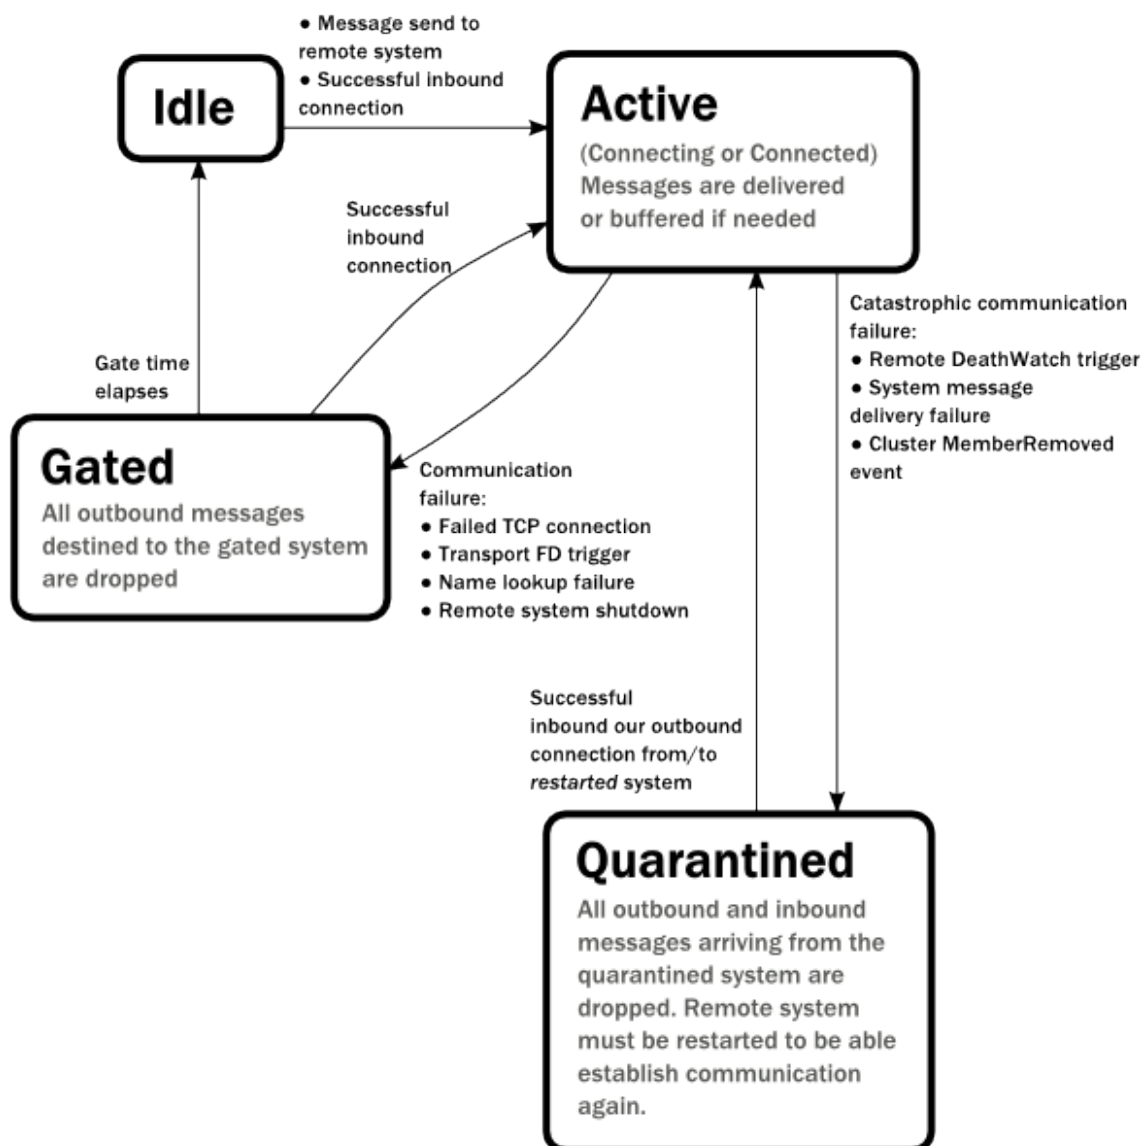 ● Message send to
remote system
● Successful inbound
connection
Idle
Active
(Connecting or Connected)
Messages are delivered
or buffered if needed
Successful
inbound
connection
Gate time
elapses
Catastrophic communication
failure:
● Remote DeathWatch trigger
● System message
delivery failure
● Cluster MemberRemoved
event
Gated
All outbound messages
destined to the gated system
are dropped
Communication
failure:
● Failed TCP connection
● Transport FD trigger
● Name lookup failure
● Remote system shutdown
Successful
inbound our outbound
connection from/to
restarted system
Quarantined
All outbound and inbound
messages arriving from the
quarantined system are
dropped. Remote system
must be restarted to be able
establish communication
again.